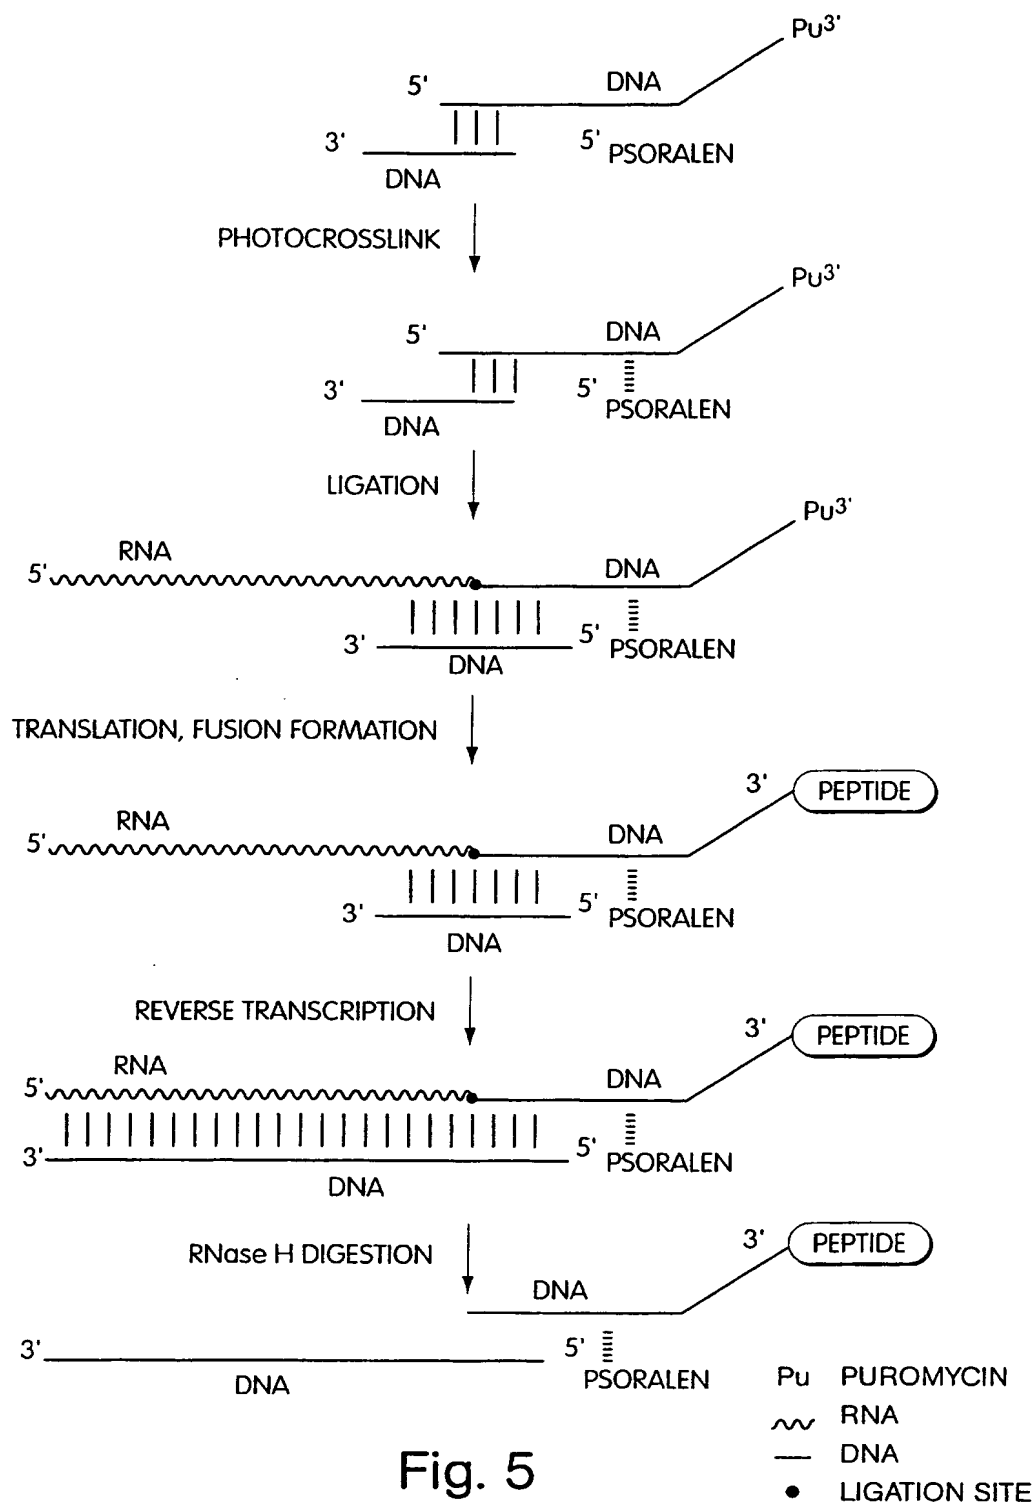 Pu3'
5' DNA
3' 5' PSORALEN
DNA
PHOTOCROSSLINK
Pu3'
5' DNA
3' 5' PSORALEN
DNA
LIGATION
Pu3'
5' RNA DNA
3' DNA 5' PSORALEN
TRANSLATION, FUSION FORMATION
3' PEPTIDE
5' RNA DNA
3' DNA 5' PSORALEN
REVERSE TRANSCRIPTION
3' PEPTIDE
5' RNA DNA
3' DNA 5' PSORALEN
RNase H DIGESTION
3' PEPTIDE
DNA
3' DNA 5' PSORALEN
Pu PUROMYCIN
RNA
DNA
LIGATION SITE
Fig. 5